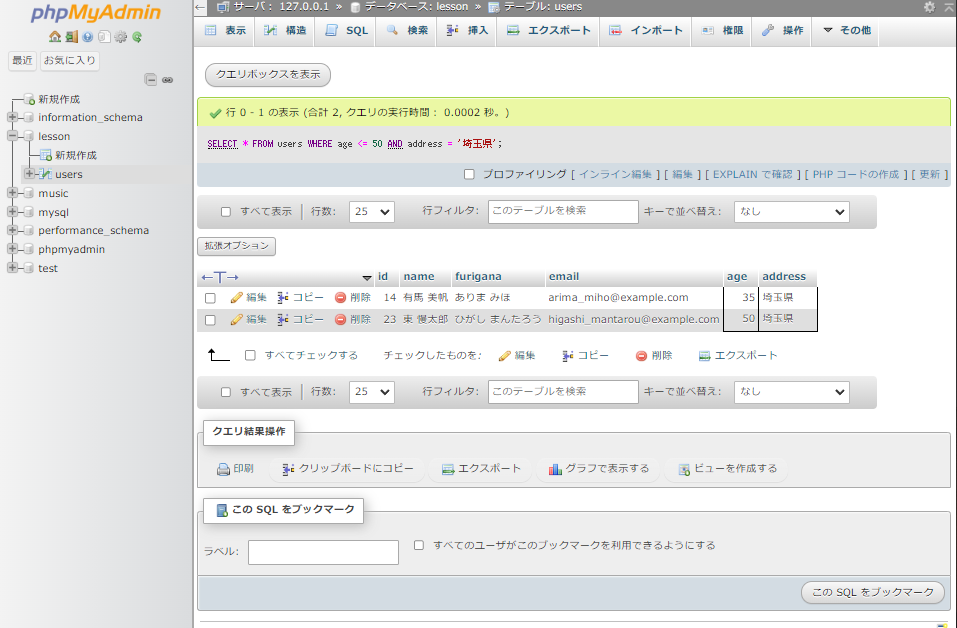 phpMyAdmin
最近 お気に入り
新規作成
information_schema
lesson
新規作成
users
music
mysql
performance_schema
phpmyadmin
test
サーバ: 127.0.0.1 » データベース: lesson » テーブル: users
表示 構造 SQL 検索 挿入 エクスポート インポート 権限 操作 その他
クエリボックスを表示
行 0 - 1 の表示 (合計 2, クエリの実行時間: 0.0002 秒。)
SELECT * FROM users WHERE age <= 50 AND address = '埼玉県';
プロファイリング [ インライン編集 ] [ 編集 ] [ EXPLAIN で確認 ] [ PHP コードの作成 ] [ 更新 ]
すべて表示 行数: 25 行フィルタ: このテーブルを検索 キーで並べ替え: なし
拡張オプション
←T→ id name furigana email age address
編集 コピー 削除 14 有馬 美帆 ありま みほ arima_miho@example.com 35 埼玉県
編集 コピー 削除 23 東 慢太郎 ひがし まんたろう higashi_mantarou@example.com 50 埼玉県
すべてチェックする チェックしたものを: 編集 コピー 削除 エクスポート
すべて表示 行数: 25 行フィルタ: このテーブルを検索 キーで並べ替え: なし
クエリ結果操作
印刷 クリップボードにコピー エクスポート グラフで表示する ビューを作成する
この SQL をブックマーク
ラベル: すべてのユーザがこのブックマークを利用できるようにする
この SQL をブックマーク